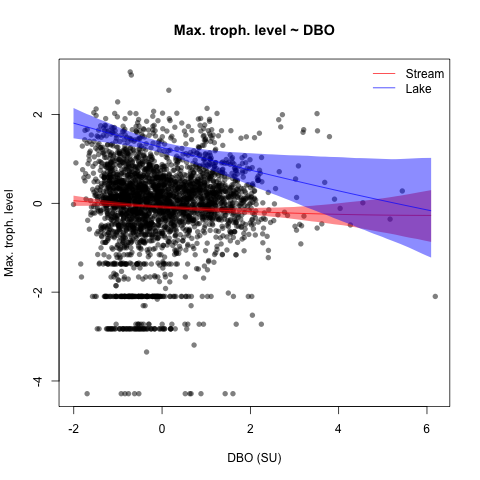 Max. troph. level ~ DBO
Stream
Lake
Max. troph. level
2
0
-2
-4
-2
0
2
4
6
DBO (SU)